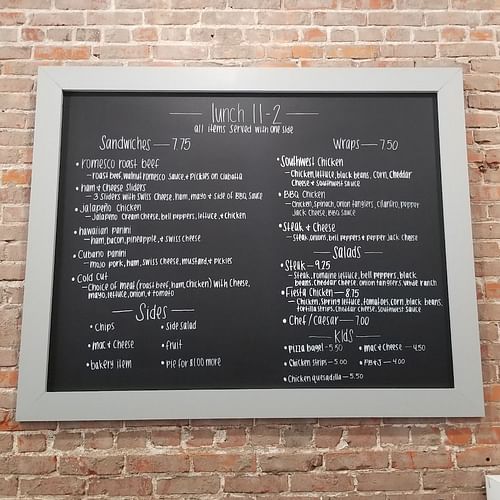 lunch 11-2
all items served with one side
Sandwiches — 7.75
• Romesco roast beef
- roast beef, walnut romesco sauce, + pickles on ciabatta
• ham & Cheese Sliders
- 3 Sliders with Swiss Cheese, ham, mayo + side of BBQ sauce
• Jalapeño Chicken
- Jalapeño Cream cheese, bell peppers, lettuce, + chicken
• hawaiian panini
- ham, bacon, pineapple, + swiss cheese
• Cubano panini
- mojo pork, ham, swiss cheese, mustard, + pickles
• Cold Cut
- Choice of meat (roast beef, ham, chicken) with Cheese,
mayo, lettuce, onion, + tomato
Sides
• Chips
• side salad
• mac & Cheese
• fruit
• bakery item
• pie for $1.00 more
Wraps — 7.50
• Southwest Chicken
- Chicken, lettuce, black beans, corn, Cheddar
Cheese + southwest sauce
• BBQ Chicken
- Chicken, spinach, onion tanglers, cilantro, pepper
Jack Cheese, BBQ sauce
• Steak & Cheese
- Steak, onions, bell peppers + pepper jack cheese
Salads
• Steak — 9.25
- Steak, romaine lettuce, bell peppers, black
beans, cheddar cheese, onion tanglers, ranch
• Fiesta Chicken — 8.75
- Chicken, spring lettuce, tomatoes, corn, black beans,
tortilla strips, cheddar cheese, southwest sauce
• Chef / Caesar — 7.00
Kids
• pizza bagel - 5.50
• mac & cheese — 4.50
• Chicken strips - 5.00
• PB & J — 4.00
• Chicken quesadilla — 5.50